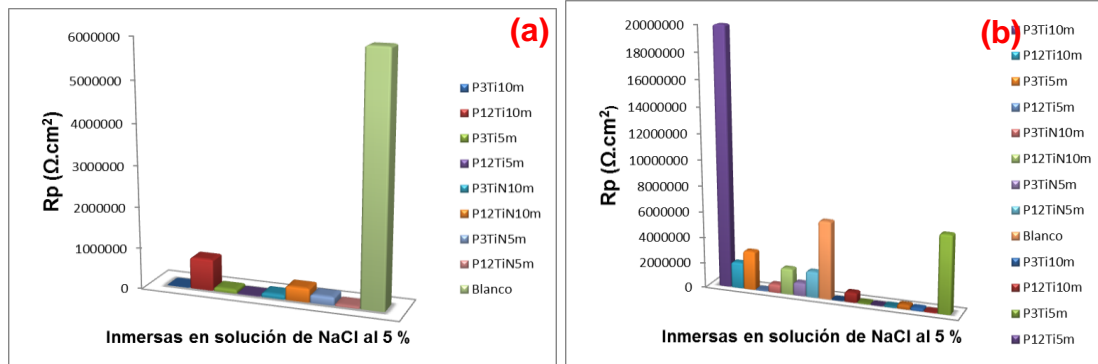 (a)
6000000
5000000
4000000
3000000
2000000
1000000
0
Rp (Ω.cm²)
P3Ti10m
P12Ti10m
P3Ti5m
P12Ti5m
P3TiN10m
P12TiN10m
P3TiN5m
P12TiN5m
Blanco
Inmersas en solución de NaCl al 5 %
(b)
20000000
18000000
16000000
14000000
12000000
10000000
8000000
6000000
4000000
2000000
0
Rp (Ω.cm²)
P3Ti10m
P12Ti10m
P3Ti5m
P12Ti5m
P3TiN10m
P12TiN10m
P3TiN5m
P12TiN5m
Blanco
P3Ti10m
P12Ti10m
P3Ti5m
P12Ti5m
Inmersas en solución de NaCl al 5 %